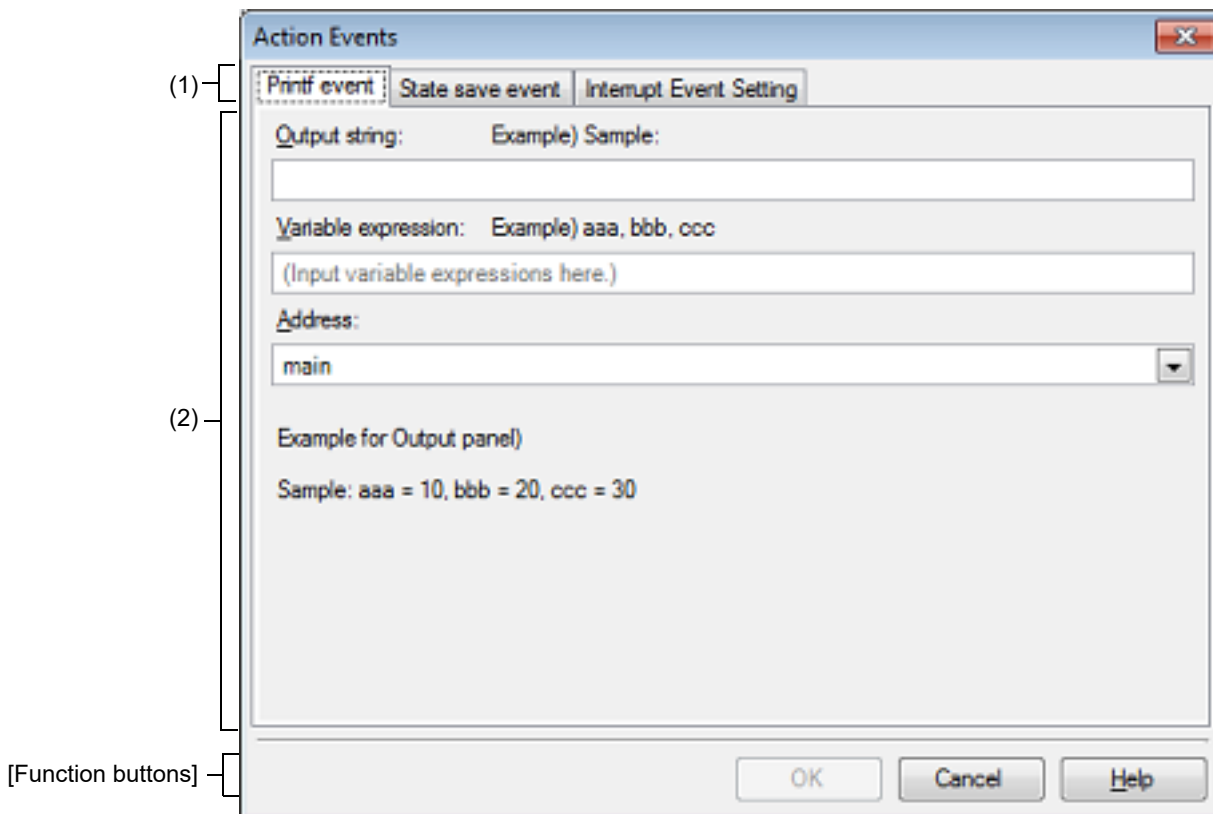 Action Events
(1)
Printf event State save event Interrupt Event Setting
Output string: Example) Sample:
Variable expression: Example) aaa, bbb, ccc
(Input variable expressions here.)
Address:
main
(2)
Example for Output panel)
Sample: aaa = 10, bbb = 20, ccc = 30
[Function buttons]
OK Cancel Help